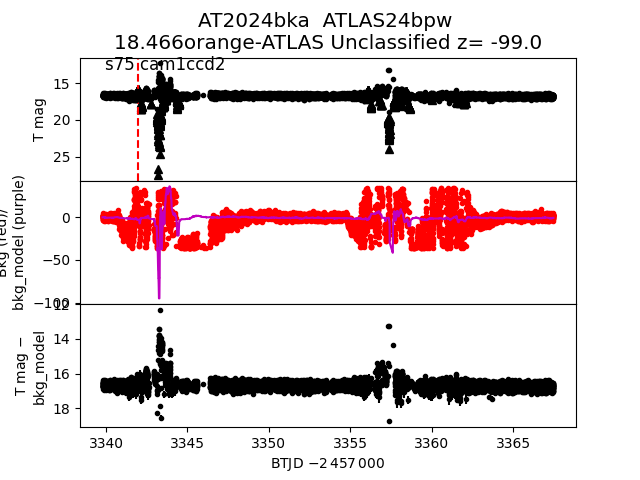 AT2024bka  ATLAS24bpw
18.466orange-ATLAS Unclassified z= -99.0
s75 cam1ccd2
T mag
15
20
25
Bkg (red)/
bkg_model (purple)
0
−50
−100
T mag −
bkg_model
12
14
16
18
3340 3345 3350 3355 3360 3365
BTJD −2 457 000